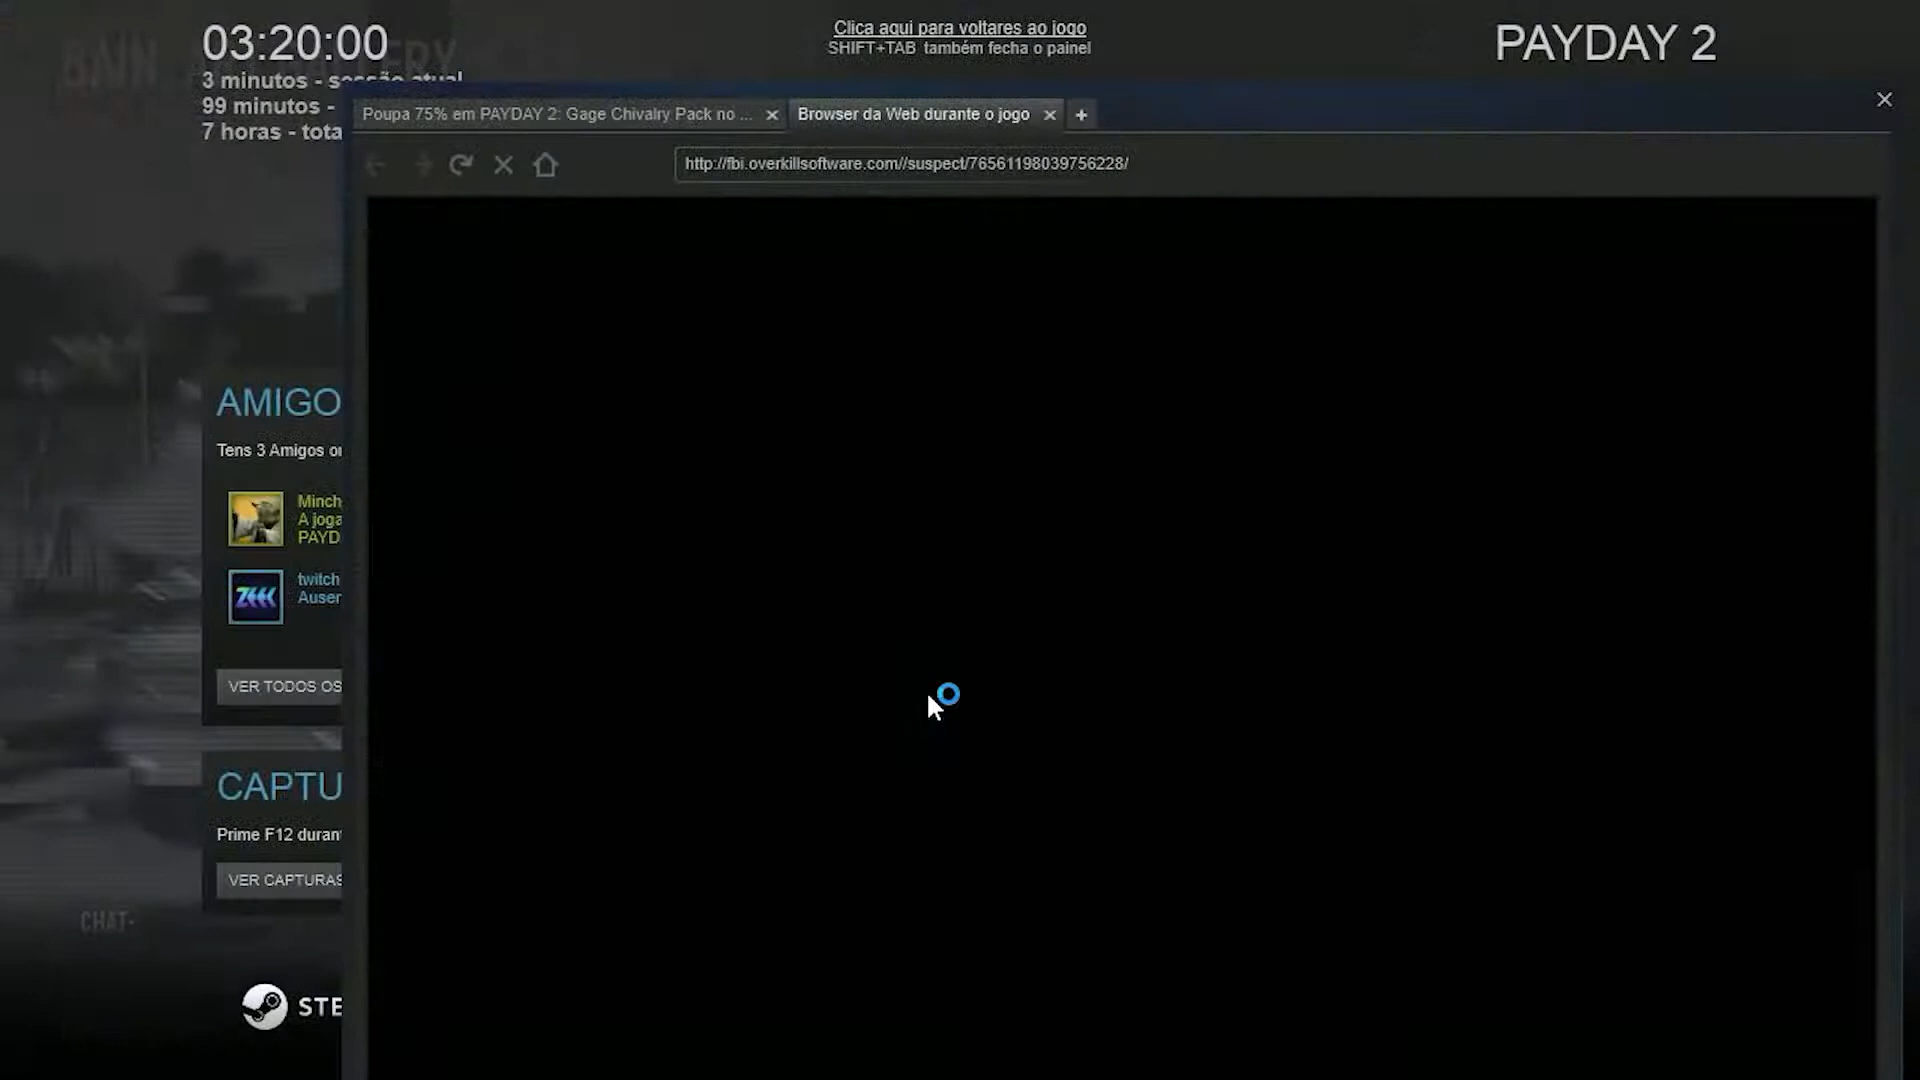 03:20:00
3 minutos - sessão atual
99 minutos -
7 horas - tota
Clica aqui para voltares ao jogo
SHIFT+TAB também fecha o painel
PAYDAY 2
Poupa 75% em PAYDAY 2: Gage Chivalry Pack no ...
Browser da Web durante o jogo
http://fbi.overkillsoftware.com//suspect/76561198039756228/
AMIGO
Tens 3 Amigos
Minch
A joga
PAYD
twitch
Ausen
VER TODOS OS
CAPTU
Prime F12 duran
VER CAPTURAS
CHAT
STE